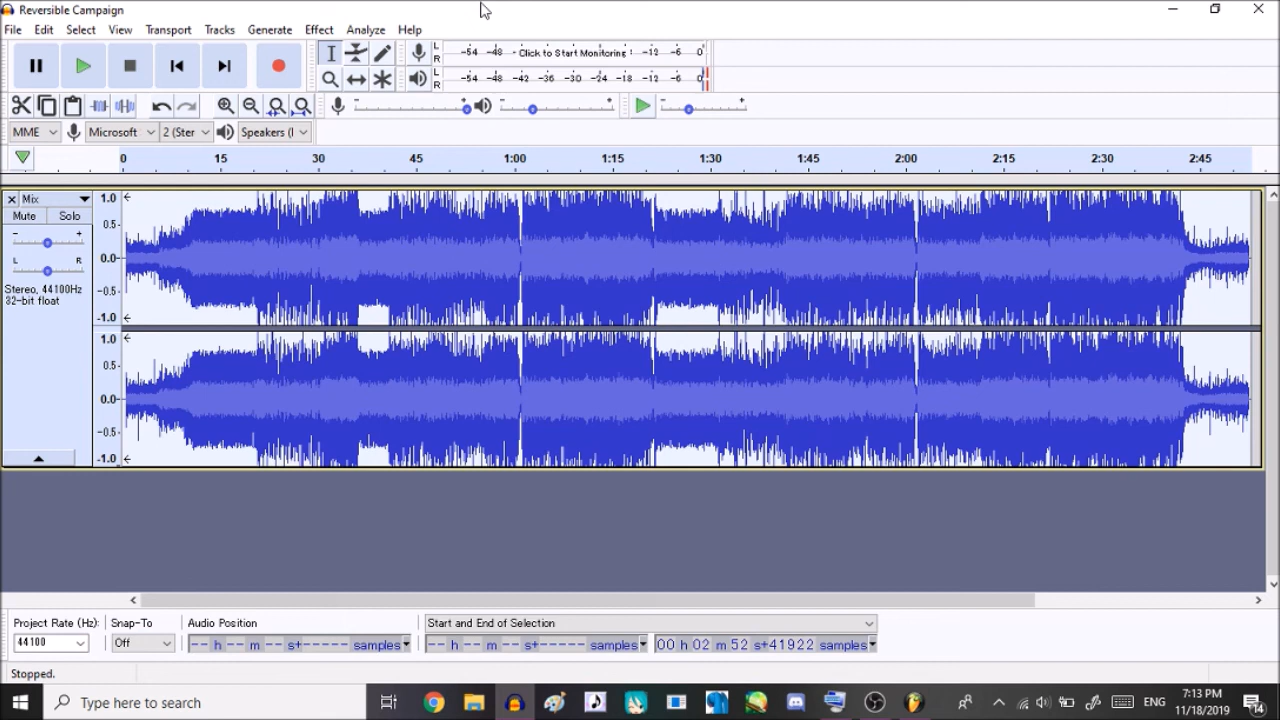 Reversible Campaign
File Edit Select View Transport Tracks Generate Effect Analyze Help
L R -54 -48 - Click to Start Monitoring ! -12 -6 0
L R -54 -48 -42 -36 -30 -24 -18 -12 -6 0
- + - + - +
MME Microsoft 2 (Ster Speakers (
0 15 30 45 1:00 1:15 1:30 1:45 2:00 2:15 2:30 2:45
× Mix
Mute Solo
- +
L R
Stereo, 44100Hz
32-bit float
1.0
0.5-
0.0-
-0.5-
-1.0
1.0
0.5-
0.0-
-0.5-
-1.0
Project Rate (Hz): Snap-To Audio Position Start and End of Selection
44100 Off -- h -- m -- s+----- samples -- h -- m -- s+----- samples 00 h 02 m 52 s+41922 samples
Stopped.
Type here to search
ENG
7:13 PM
11/18/2019
14